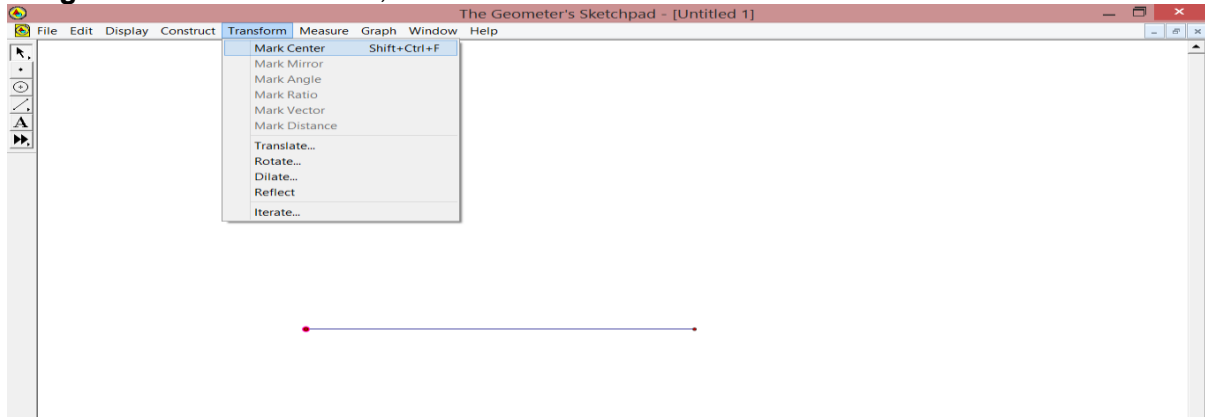 The Geometer's Sketchpad - [Untitled 1]
File Edit Display Construct Transform Measure Graph Window Help
Mark Center Shift+Ctrl+F
Mark Mirror
Mark Angle
Mark Ratio
Mark Vector
Mark Distance
Translate...
Rotate...
Dilate...
Reflect
Iterate...
A